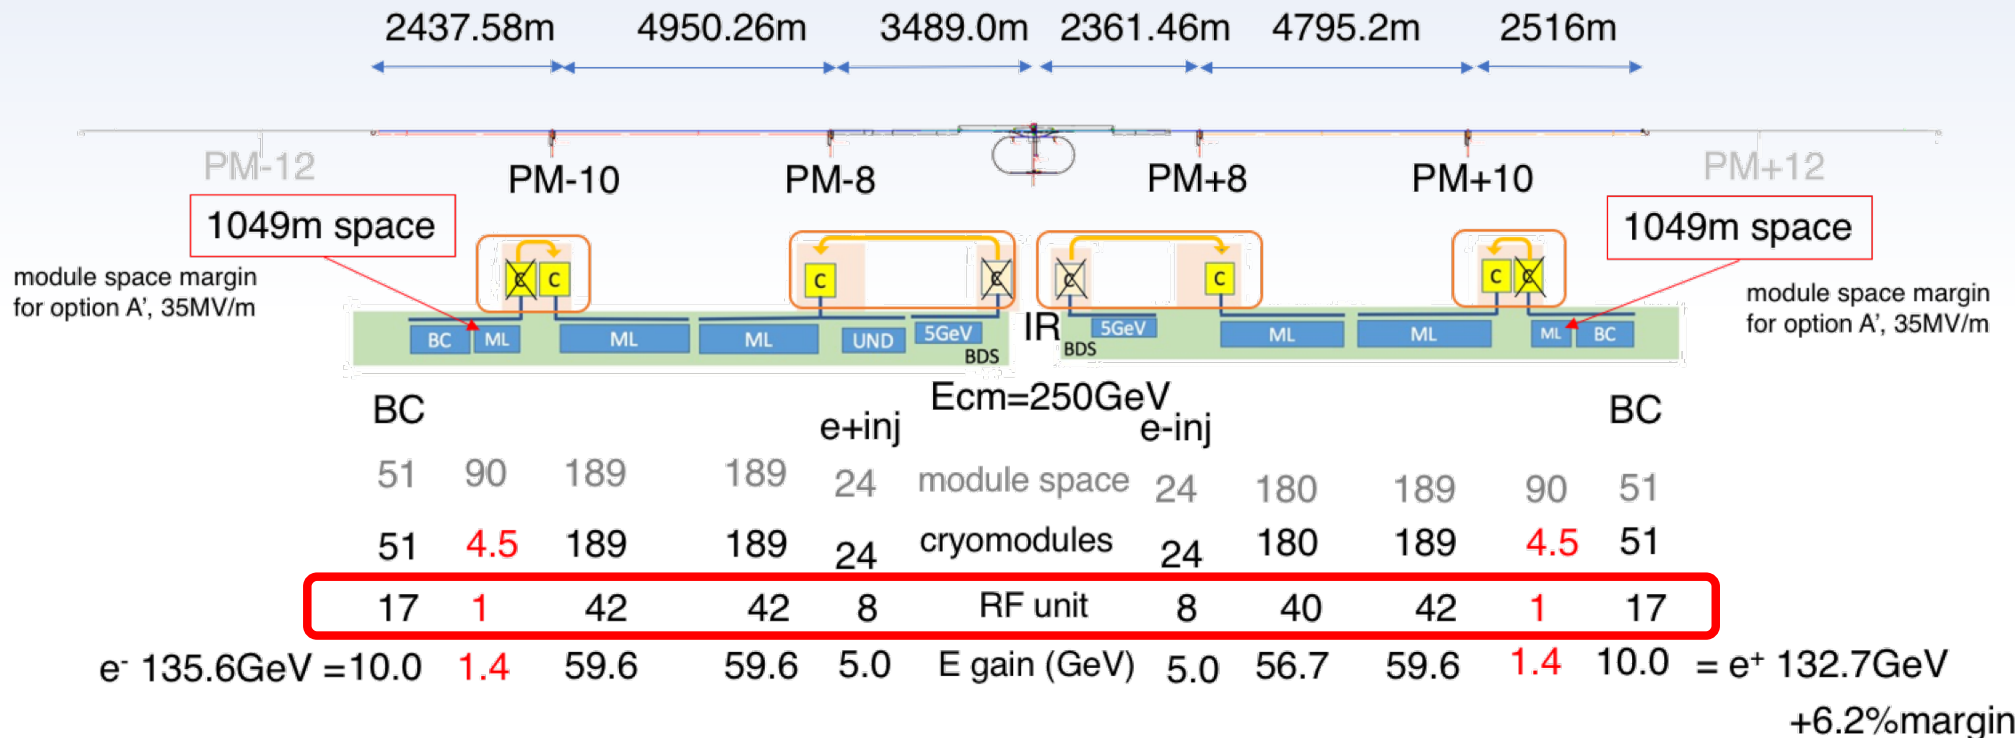 2437.58m 4950.26m 3489.0m 2361.46m 4795.2m 2516m
PM-12 PM-10 PM-8 PM+8 PM+10 PM+12
1049m space 1049m space
module space margin
for option A', 35MV/m
module space margin
for option A', 35MV/m
C C C C C C C C
BC ML ML ML UND 5GeV BDS IR BDS 5GeV ML ML ML BC
Ecm=250GeV
BC e+inj e-inj BC
51 90 189 189 24 module space 24 180 189 90 51
51 4.5 189 189 24 cryomodules 24 180 189 4.5 51
17 1 42 42 8 RF unit 8 40 42 1 17
e- 135.6GeV =10.0 1.4 59.6 59.6 5.0 E gain (GeV) 5.0 56.7 59.6 1.4 10.0 = e+ 132.7GeV
+6.2%margin